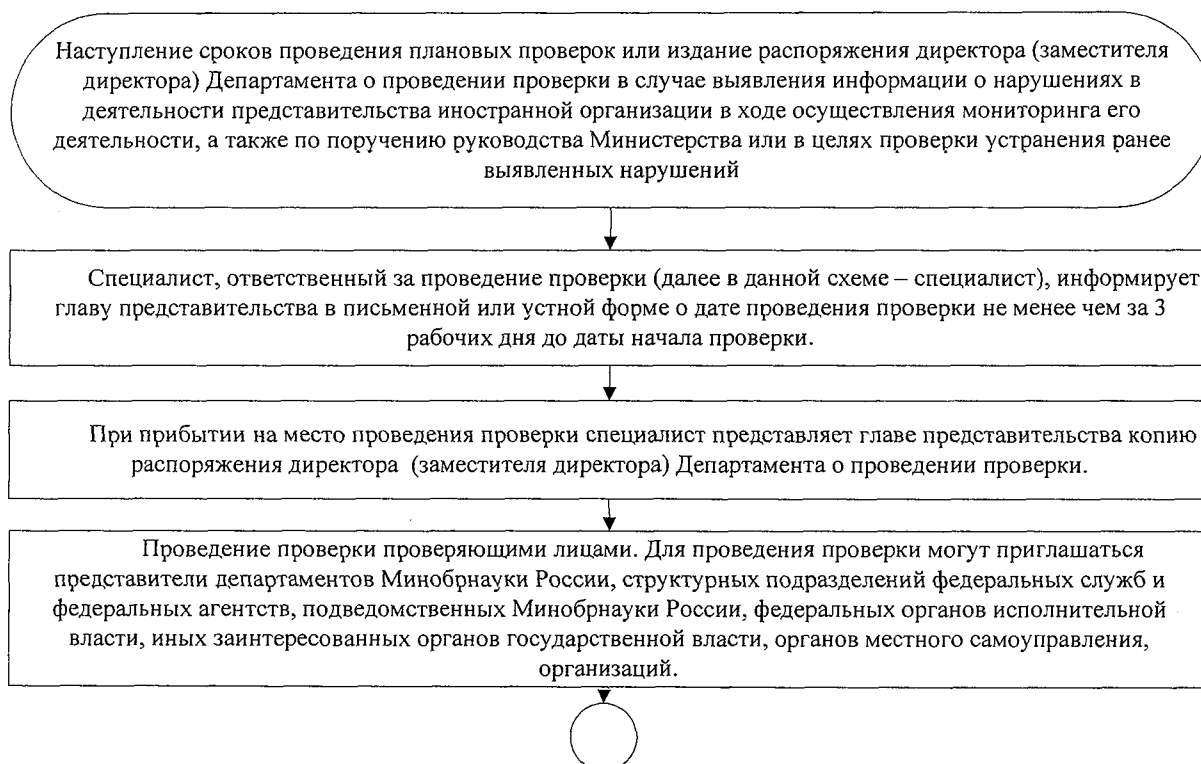 Наступление сроков проведения плановых проверок или издание распоряжения директора (заместителя
директора) Департамента о проведении проверки в случае выявления информации о нарушениях в
деятельности представительства иностранной организации в ходе осуществления мониторинга его
деятельности, а также по поручению руководства Министерства или в целях проверки устранения ранее
выявленных нарушений
Специалист, ответственный за проведение проверки (далее в данной схеме – специалист), информирует
главу представительства в письменной или устной форме о дате проведения проверки не менее чем за 3
рабочих дня до даты начала проверки.
При прибытии на место проведения проверки специалист представляет главе представительства копию
распоряжения директора (заместителя директора) Департамента о проведении проверки.
Проведение проверки проверяющими лицами. Для проведения проверки могут приглашаться
представители департаментов Минобрнауки России, структурных подразделений федеральных служб и
федеральных агентств, подведомственных Минобрнауки России, федеральных органов исполнительной
власти, иных заинтересованных органов государственной власти, органов местного самоуправления,
организаций.